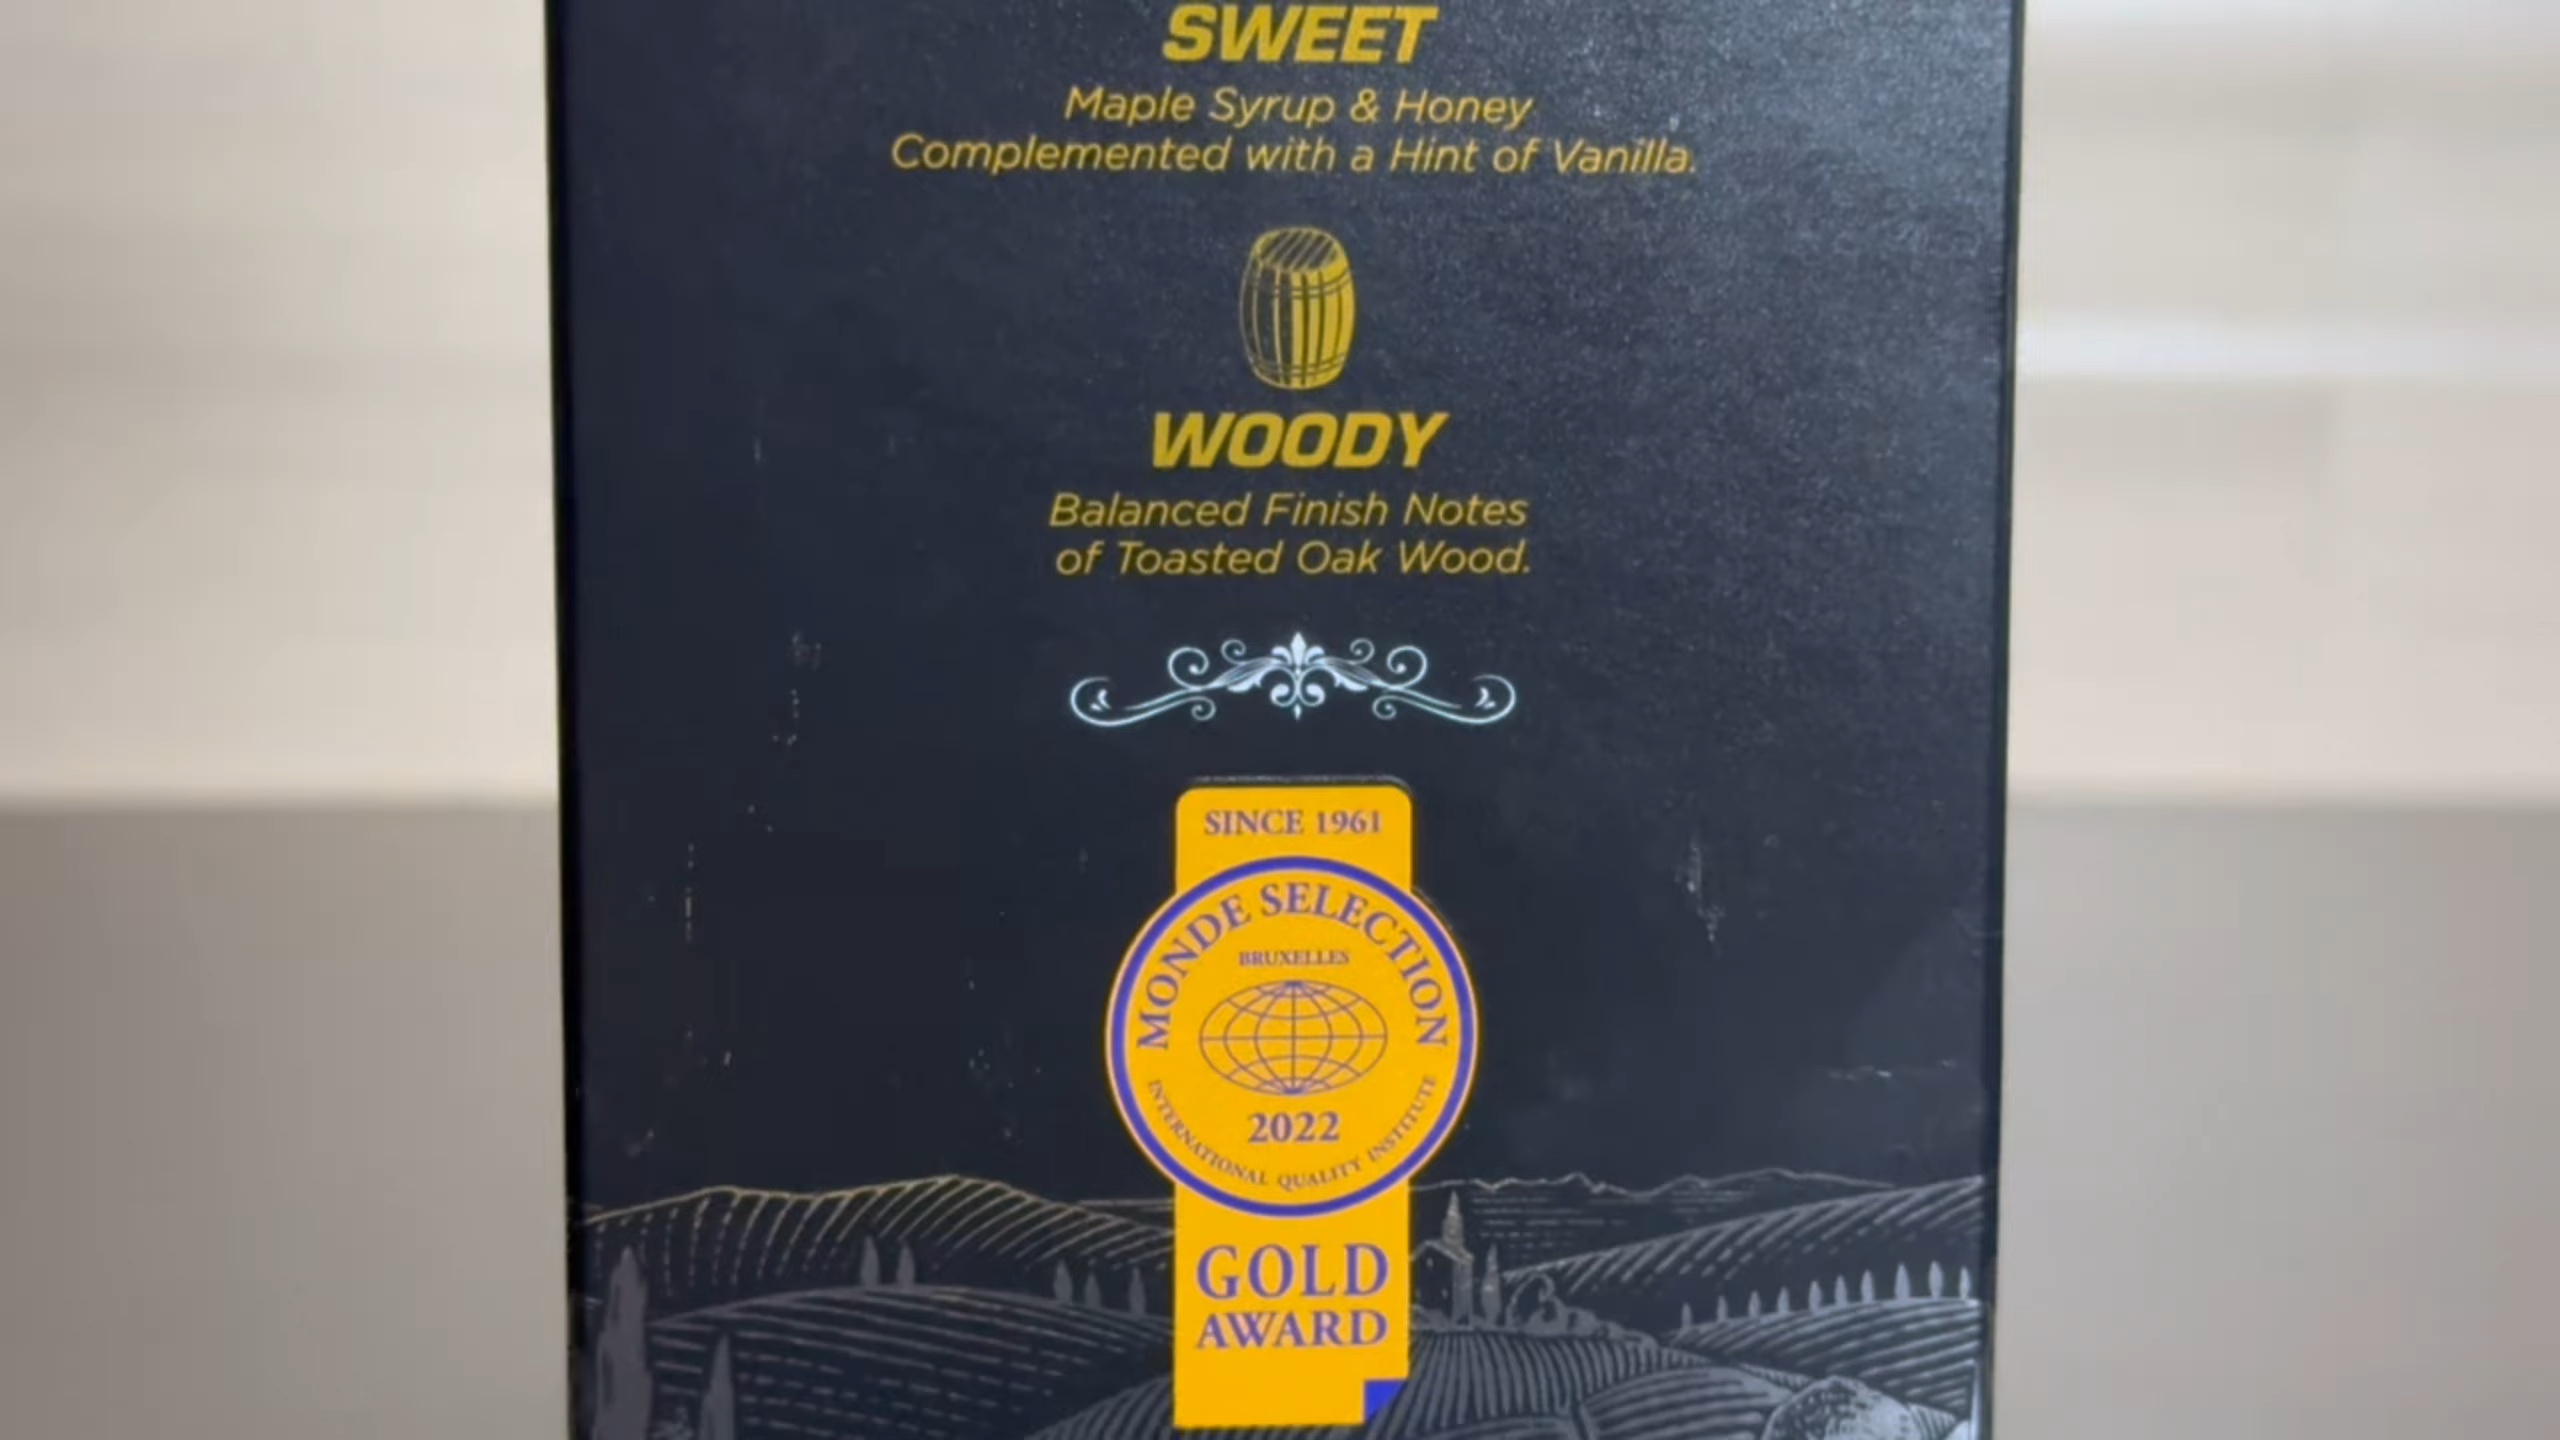 SWEET
Maple Syrup & Honey
Complemented with a Hint of Vanilla.
WOODY
Balanced Finish Notes
of Toasted Oak Wood.
SINCE 1961
MONDE SELECTION
BRUXELLES
2022
INTERNATIONAL QUALITY INSTITUTE
GOLD
AWARD